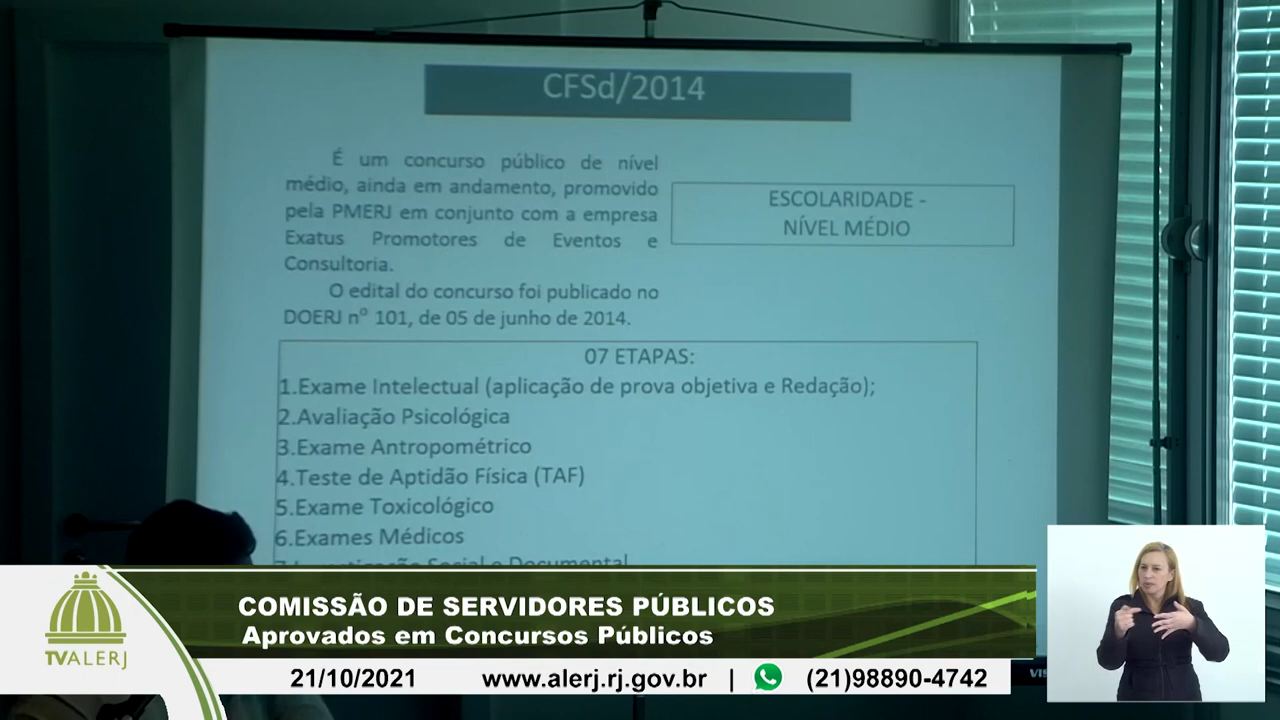 CFSd/2014
É um concurso público de nível
médio, ainda em andamento, promovido
pela PMERJ em conjunto com a empresa
Exatus Promotores de Eventos e
Consultoria.
O edital do concurso foi publicado no
DOERJ nº 101, de 05 de junho de 2014.
ESCOLARIDADE -
NÍVEL MÉDIO
07 ETAPAS:
1.Exame Intelectual (aplicação de prova objetiva e Redação);
2.Avaliação Psicológica
3.Exame Antropométrico
4.Teste de Aptidão Física (TAF)
5.Exame Toxicológico
6.Exames Médicos
7.Investigação Social e Documental
COMISSÃO DE SERVIDORES PÚBLICOS
Aprovados em Concursos Públicos
TVALERJ
21/10/2021 www.alerj.rj.gov.br | (21)98890-4742